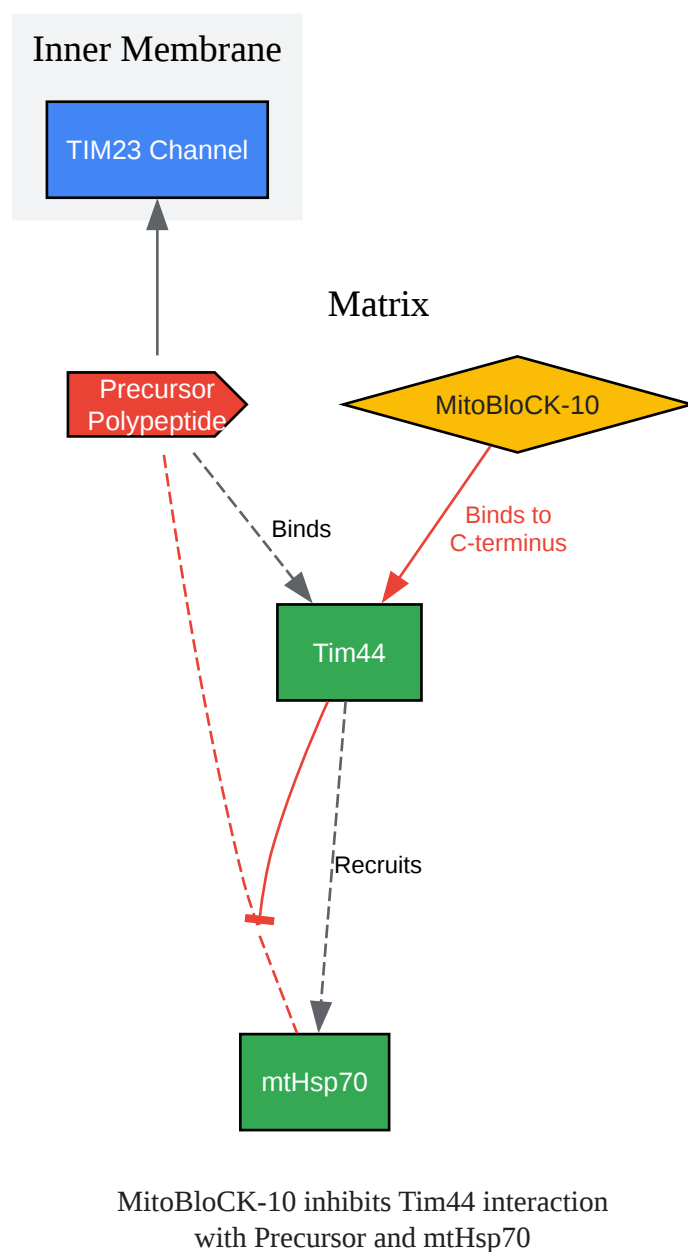 Inner Membrane
TIM23 Channel
Matrix
Precursor
Polypeptide
MitoBloCK-10
Binds
Binds to
C-terminus
Tim44
Recruits
mtHsp70
MitoBloCK-10 inhibits Tim44 interaction
with Precursor and mtHsp70